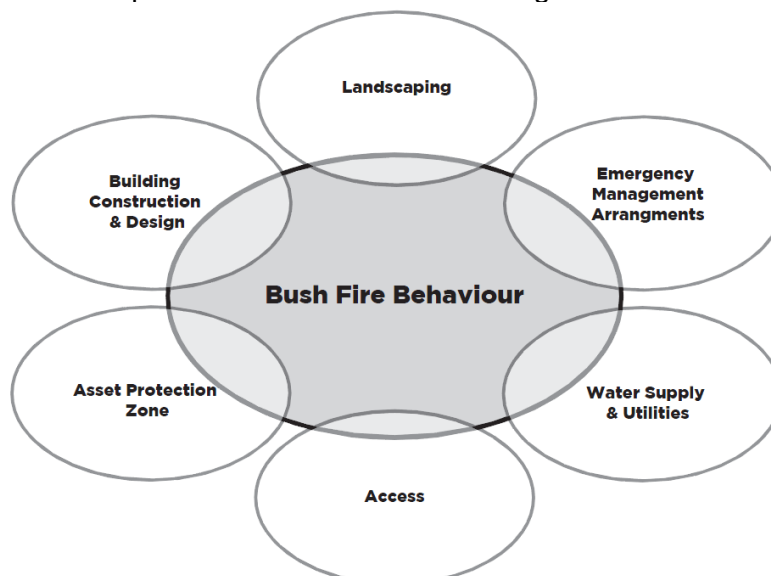 Landscaping
Building
Construction
& Design
Emergency
Management
Arrangments
Bush Fire Behaviour
Asset Protection
Zone
Water Supply
& Utilities
Access